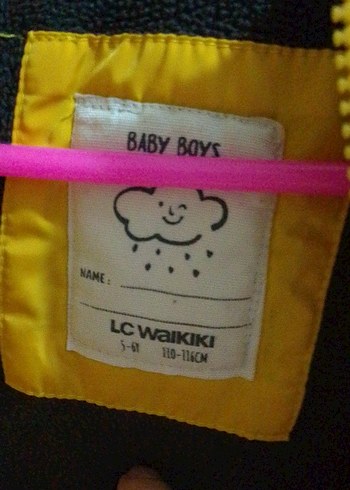 BABY BOYS
NAME:
LC WAIKIKI
5-6Y 110-116CM